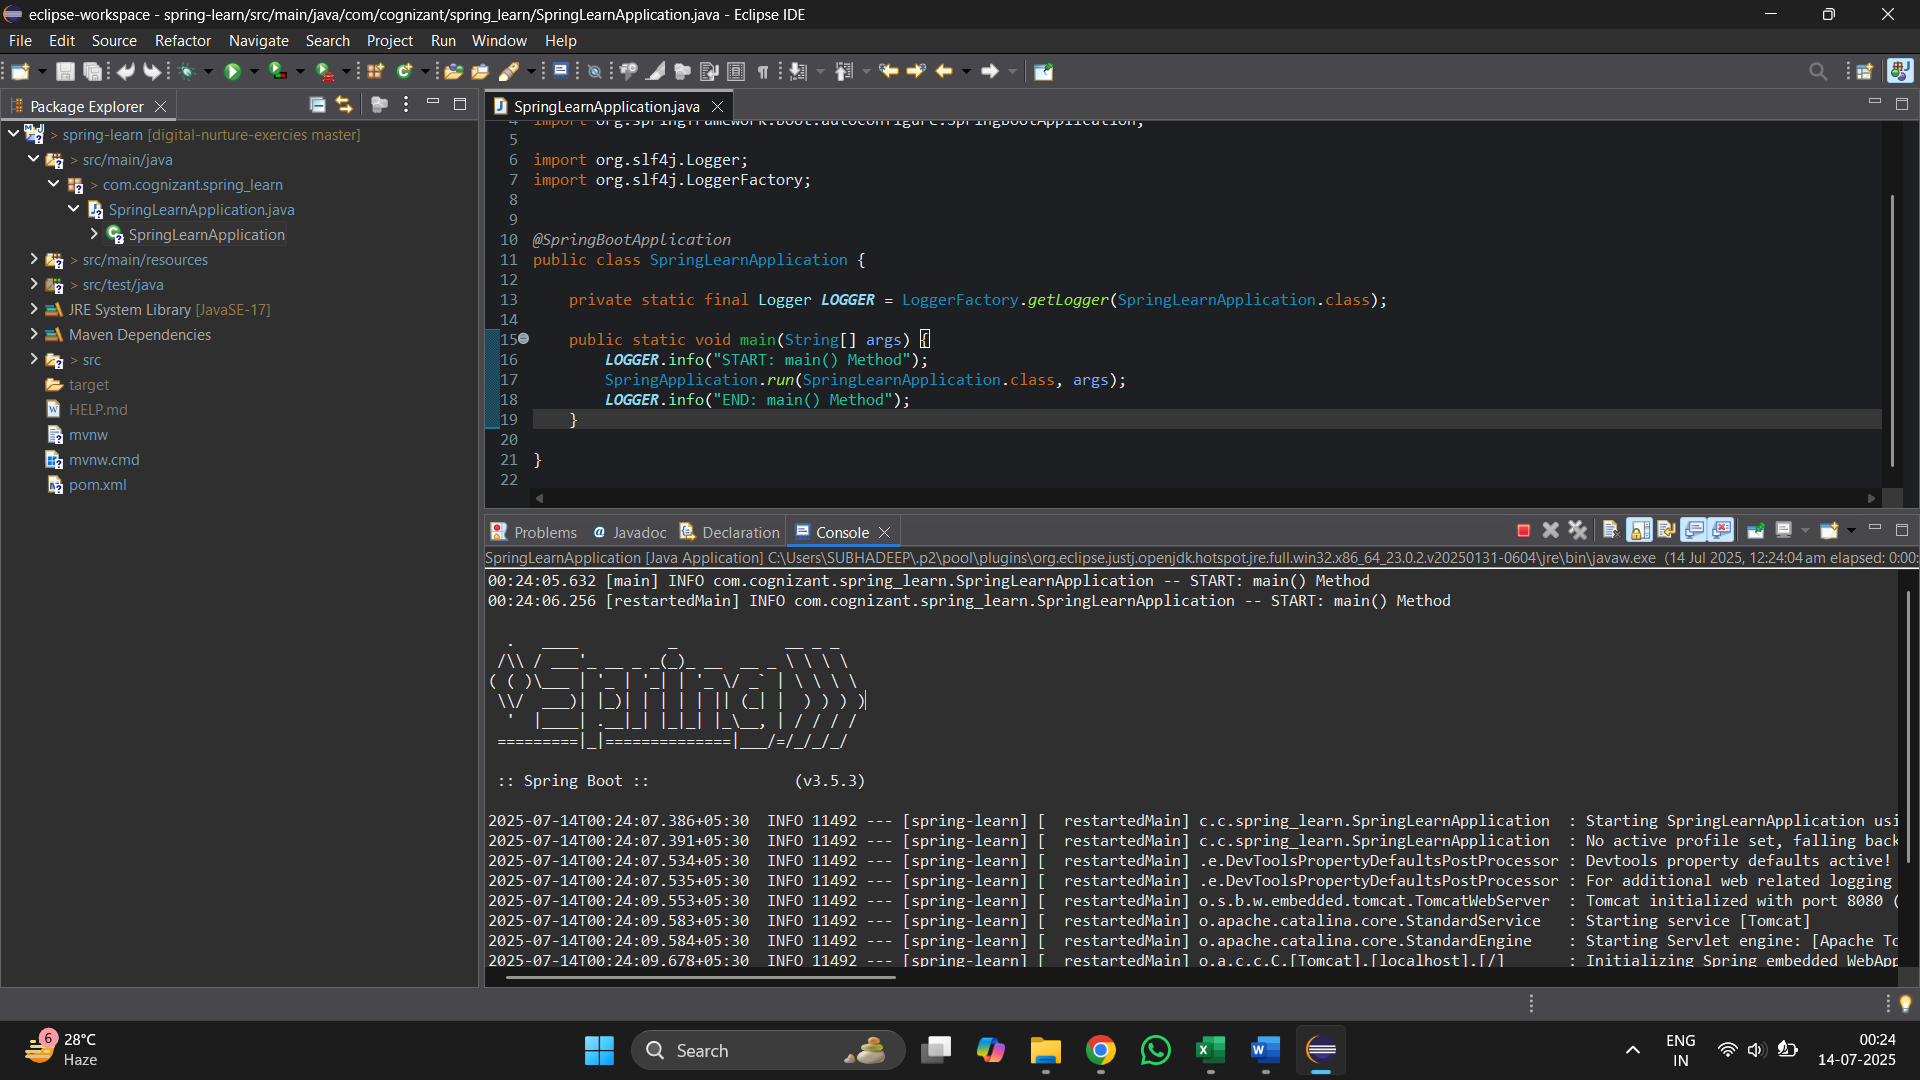 eclipse-workspace - spring-learn/src/main/java/com/cognizant/spring_learn/SpringLearnApplication.java - Eclipse IDE
File Edit Source Refactor Navigate Search Project Run Window Help
Package Explorer
> spring-learn [digital-nurture-exercies master]
> src/main/java
> com.cognizant.spring_learn
SpringLearnApplication.java
SpringLearnApplication
> src/main/resources
> src/test/java
JRE System Library [JavaSE-17]
Maven Dependencies
> src
target
HELP.md
mvnw
mvnw.cmd
pom.xml
SpringLearnApplication.java
4 import org.springframework.boot.autoconfigure.SpringBootApplication;
5
6 import org.slf4j.Logger;
7 import org.slf4j.LoggerFactory;
8
9
10 @SpringBootApplication
11 public class SpringLearnApplication {
12
13 private static final Logger LOGGER = LoggerFactory.getLogger(SpringLearnApplication.class);
14
15 public static void main(String[] args) {
16 LOGGER.info("START: main() Method");
17 SpringApplication.run(SpringLearnApplication.class, args);
18 LOGGER.info("END: main() Method");
19 }
20
21 }
22
Problems Javadoc Declaration Console
SpringLearnApplication [Java Application] C:\Users\SUBHADEEP\.p2\pool\plugins\org.eclipse.justj.openjdk.hotspot.jre.full.win32.x86_64_23.0.2.v20250131-0604\jre\bin\javaw.exe (14 Jul 2025, 12:24:04 am elapsed: 0:00:
00:24:05.632 [main] INFO com.cognizant.spring_learn.SpringLearnApplication -- START: main() Method
00:24:06.256 [restartedMain] INFO com.cognizant.spring_learn.SpringLearnApplication -- START: main() Method
  .   ____          _            __ _ _
 /\\ / ___'_ __ _ _(_)_ __  __ _ \ \ \ \
( ( )\___ | '_ | '_| | '_ \/ _` | \ \ \ \
 \\/  ___)| |_)| | | | | || (_| |  ) ) ) )
  '  |____| .__|_| |_|_| |_\__, | / / / /
 =========|_|==============|___/=/_/_/_/
:: Spring Boot :: (v3.5.3)
2025-07-14T00:24:07.386+05:30 INFO 11492 --- [spring-learn] [ restartedMain] c.c.spring_learn.SpringLearnApplication : Starting SpringLearnApplication usi
2025-07-14T00:24:07.391+05:30 INFO 11492 --- [spring-learn] [ restartedMain] c.c.spring_learn.SpringLearnApplication : No active profile set, falling back
2025-07-14T00:24:07.534+05:30 INFO 11492 --- [spring-learn] [ restartedMain] .e.DevToolsPropertyDefaultsPostProcessor : Devtools property defaults active!
2025-07-14T00:24:07.535+05:30 INFO 11492 --- [spring-learn] [ restartedMain] .e.DevToolsPropertyDefaultsPostProcessor : For additional web related logging
2025-07-14T00:24:09.553+05:30 INFO 11492 --- [spring-learn] [ restartedMain] o.s.b.w.embedded.tomcat.TomcatWebServer : Tomcat initialized with port 8080 (
2025-07-14T00:24:09.583+05:30 INFO 11492 --- [spring-learn] [ restartedMain] o.apache.catalina.core.StandardService : Starting service [Tomcat]
2025-07-14T00:24:09.584+05:30 INFO 11492 --- [spring-learn] [ restartedMain] o.apache.catalina.core.StandardEngine : Starting Servlet engine: [Apache Tc
2025-07-14T00:24:09.678+05:30 INFO 11492 --- [spring-learn] [ restartedMain] o.a.c.c.C.[Tomcat].[localhost].[/] : Initializing Spring embedded WebApp
6
28°C
Haze
Search
ENG
IN
00:24
14-07-2025